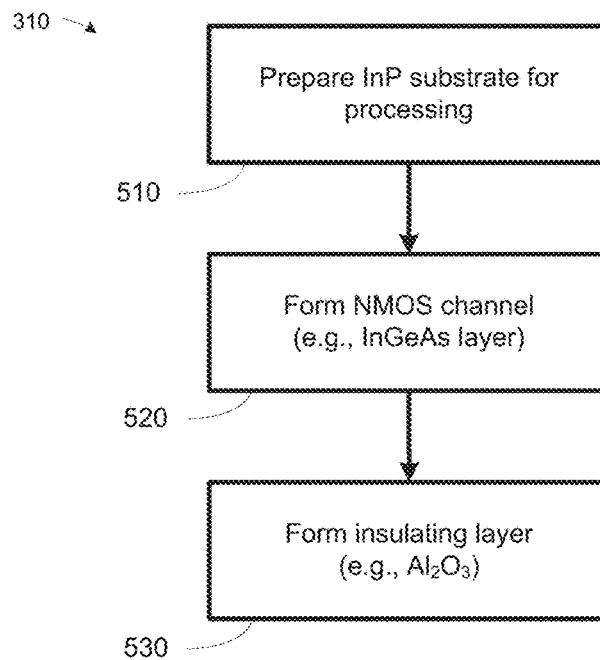 310
Prepare InP substrate for
processing
510
Form NMOS channel
(e.g., InGeAs layer)
520
Form insulating layer
(e.g., Al₂O₃)
530